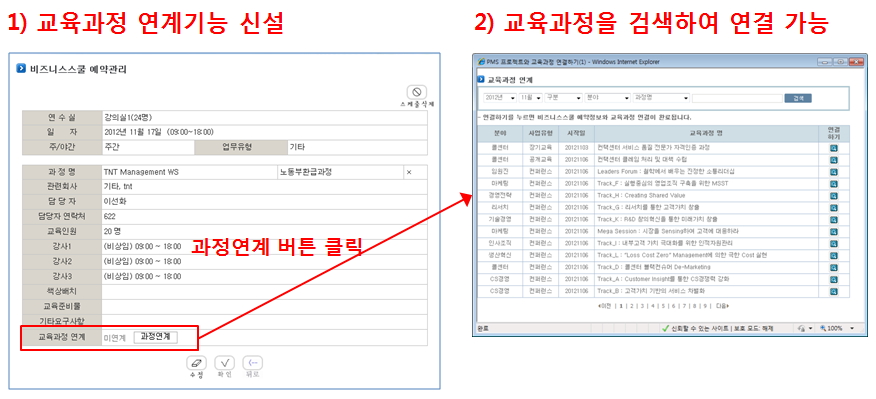 1) 교육과정 연계기능 신설
비즈니스스쿨 예약관리
스케줄삭제
연 수 실 강의실1(24명)
일 자 2012년 11월 17일 (09:00~18:00)
주/야간 주간 업무유형 기타
과 정 명 TNT Management WS 노동부환급과정 ×
관련회사 기타, tnt
담 당 자 이선화
담당자 연락처 622
교육인원 20 명
강사1 (비상임) 09:00 ~ 18:00
강사2 (비상임) 09:00 ~ 18:00
강사3 (비상임) 09:00 ~ 18:00
책상배치
교육준비물
기타요구사항
교육과정 연계 미연계 과정연계
수정 확인 뒤로
과정연계 버튼 클릭
2) 교육과정을 검색하여 연결 가능
PMS 프로젝트와 교육과정 연결하기(1) - Windows Internet Explorer
교육과정 연계
2012년 11월 구분 분야 과정명 검색
- 연결하기를 누르면 비즈니스스쿨 예약정보와 교육과정 연결이 완료됩니다.
분야 사업유형 시작일 교육과정 명 연결
하기
콜센터 장기교육 20121103 컨택센터 서비스 품질 전문가 자격인증 과정
콜센터 공개교육 20121106 컨택센터 클레임 처리 및 대책 수립
임원진 컨퍼런스 20121106 Leaders Forum : 철학에서 배우는 진정한 소통리더십
마케팅 컨퍼런스 20121106 Track_F : 실행중심의 영업조직 구축을 위한 MSST
경영전략 컨퍼런스 20121106 Track_H : Creating Shared Value
리서치 컨퍼런스 20121106 Track_G : 리서치를 통한 고객가치 창출
기술경영 컨퍼런스 20121106 Track_K : R&D 창의혁신을 통한 미래가치 창출
마케팅 컨퍼런스 20121106 Mega Session : 시장을 Sensing하여 고객에 대응하라
인사조직 컨퍼런스 20121106 Track_I : 내부고객 가치 극대화를 위한 인적자원관리
생산혁신 컨퍼런스 20121106 Track_L : "Loss Cost Zero" Management에 의한 극한 Cost 실현
콜센터 컨퍼런스 20121106 Track_D : 콜센터 블랙컨슈머 De-Marketing
CS경영 컨퍼런스 20121106 Track_A : Customer Insight를 통한 CS경쟁력 강화
CS경영 컨퍼런스 20121106 Track_B : 고객가치 기반의 서비스 차별화
이전 | 1 | 2 | 3 | 4 | 5 | 6 | 7 | 8 | 9 | 다음
완료 신뢰할 수 있는 사이트 | 보호 모드: 해제 100%